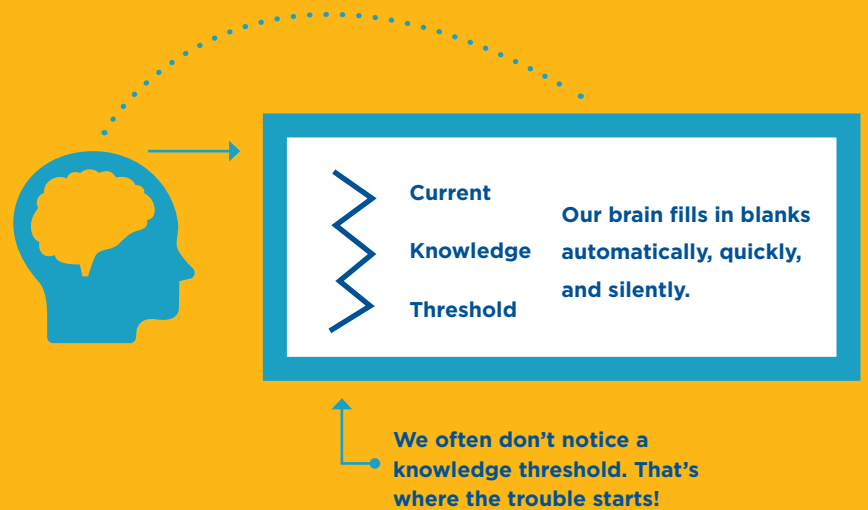 Current
Knowledge
Threshold
Our brain fills in blanks
automatically, quickly,
and silently.
We often don’t notice a
knowledge threshold. That’s
where the trouble starts!